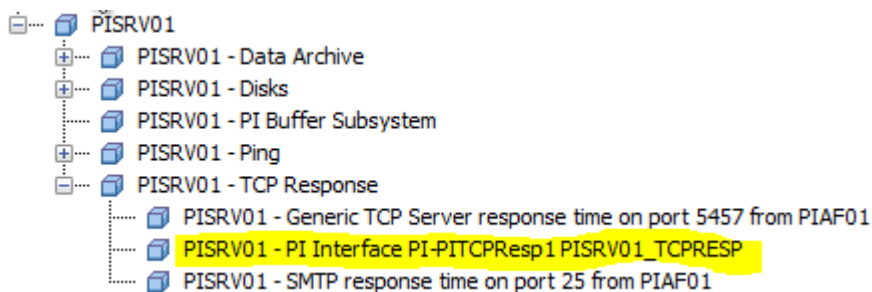 PISRV01
PISRV01 - Data Archive
PISRV01 - Disks
PISRV01 - PI Buffer Subsystem
PISRV01 - Ping
PISRV01 - TCP Response
PISRV01 - Generic TCP Server response time on port 5457 from PIAF01
PISRV01 - PI Interface PI-PITCPResp1 PISRV01_TCPRESP
PISRV01 - SMTP response time on port 25 from PIAF01